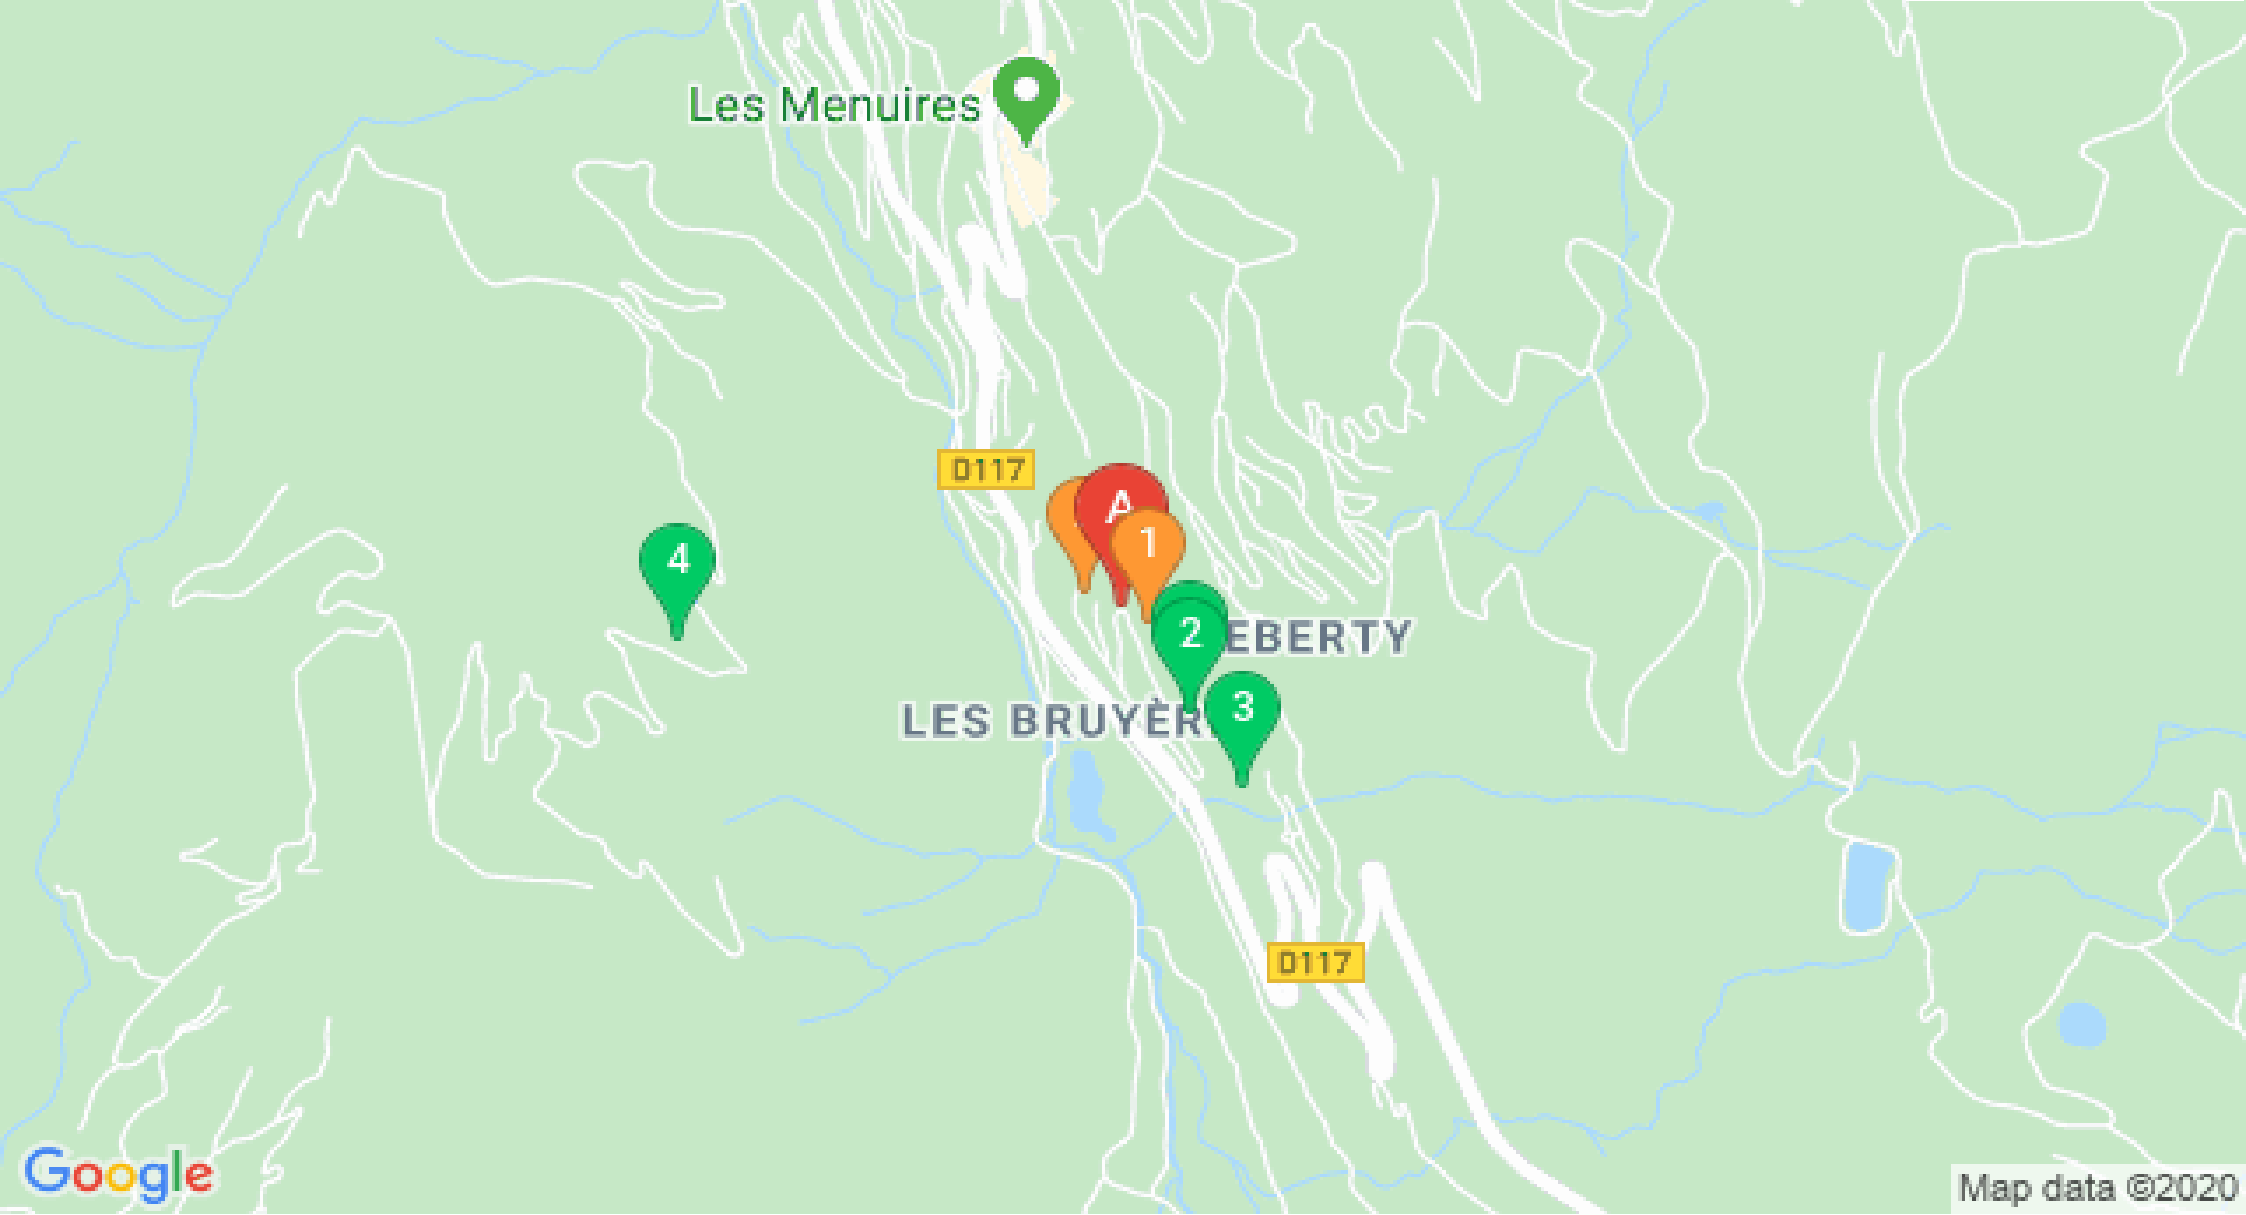 Les Menuires
D117
A
1
4
2
EBERTY
3
LES BRUYÈR
D117
Google
Map data ©2020